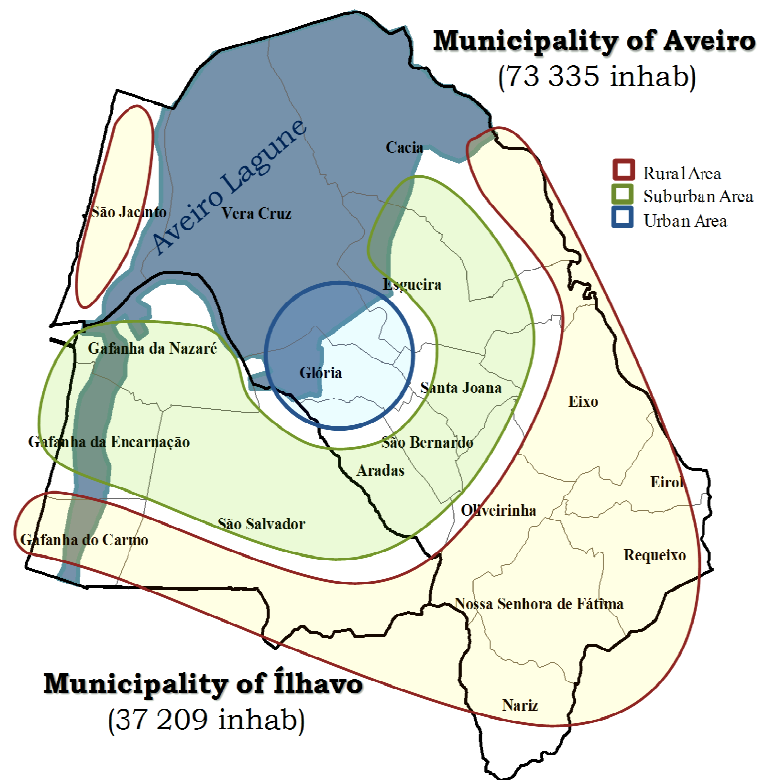 Municipality of Aveiro
(73 335 inhab)
Rural Area
Suburban Area
Urban Area
Aveiro Lagune
Cacia
São Jacinto
Vera Cruz
Esgueira
Gafanha da Nazaré
Glória
Santa Joana
Eixo
Gafanha da Encarnação
São Bernardo
Aradas
Eirol
Oliveirinha
São Salvador
Gafanha do Carmo
Requeixo
Nossa Senhora de Fátima
Nariz
Municipality of Ílhavo
(37 209 inhab)